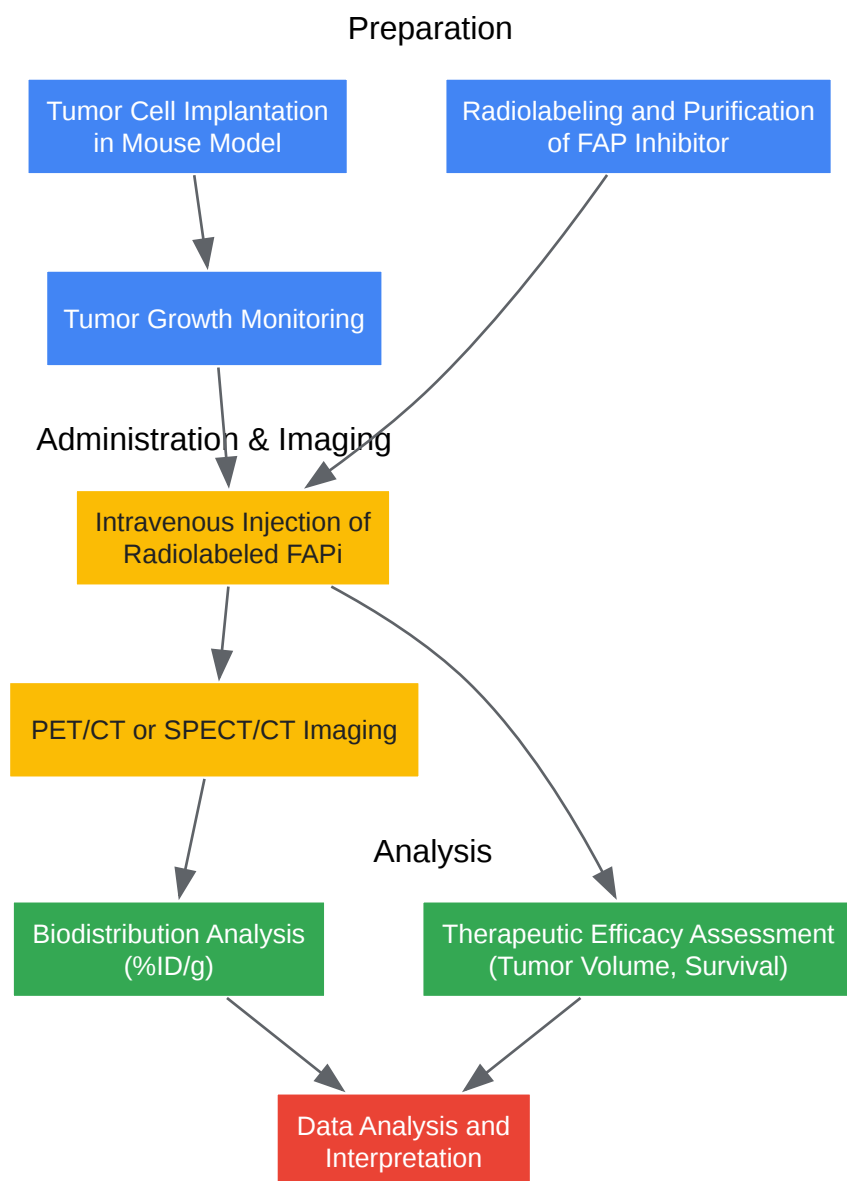 Preparation
Tumor Cell Implantation
in Mouse Model
Radiolabeling and Purification
of FAP Inhibitor
Tumor Growth Monitoring
Administration & Imaging
Intravenous Injection of
Radiolabeled FAPi
PET/CT or SPECT/CT Imaging
Analysis
Biodistribution Analysis
(%ID/g)
Therapeutic Efficacy Assessment
(Tumor Volume, Survival)
Data Analysis and
Interpretation